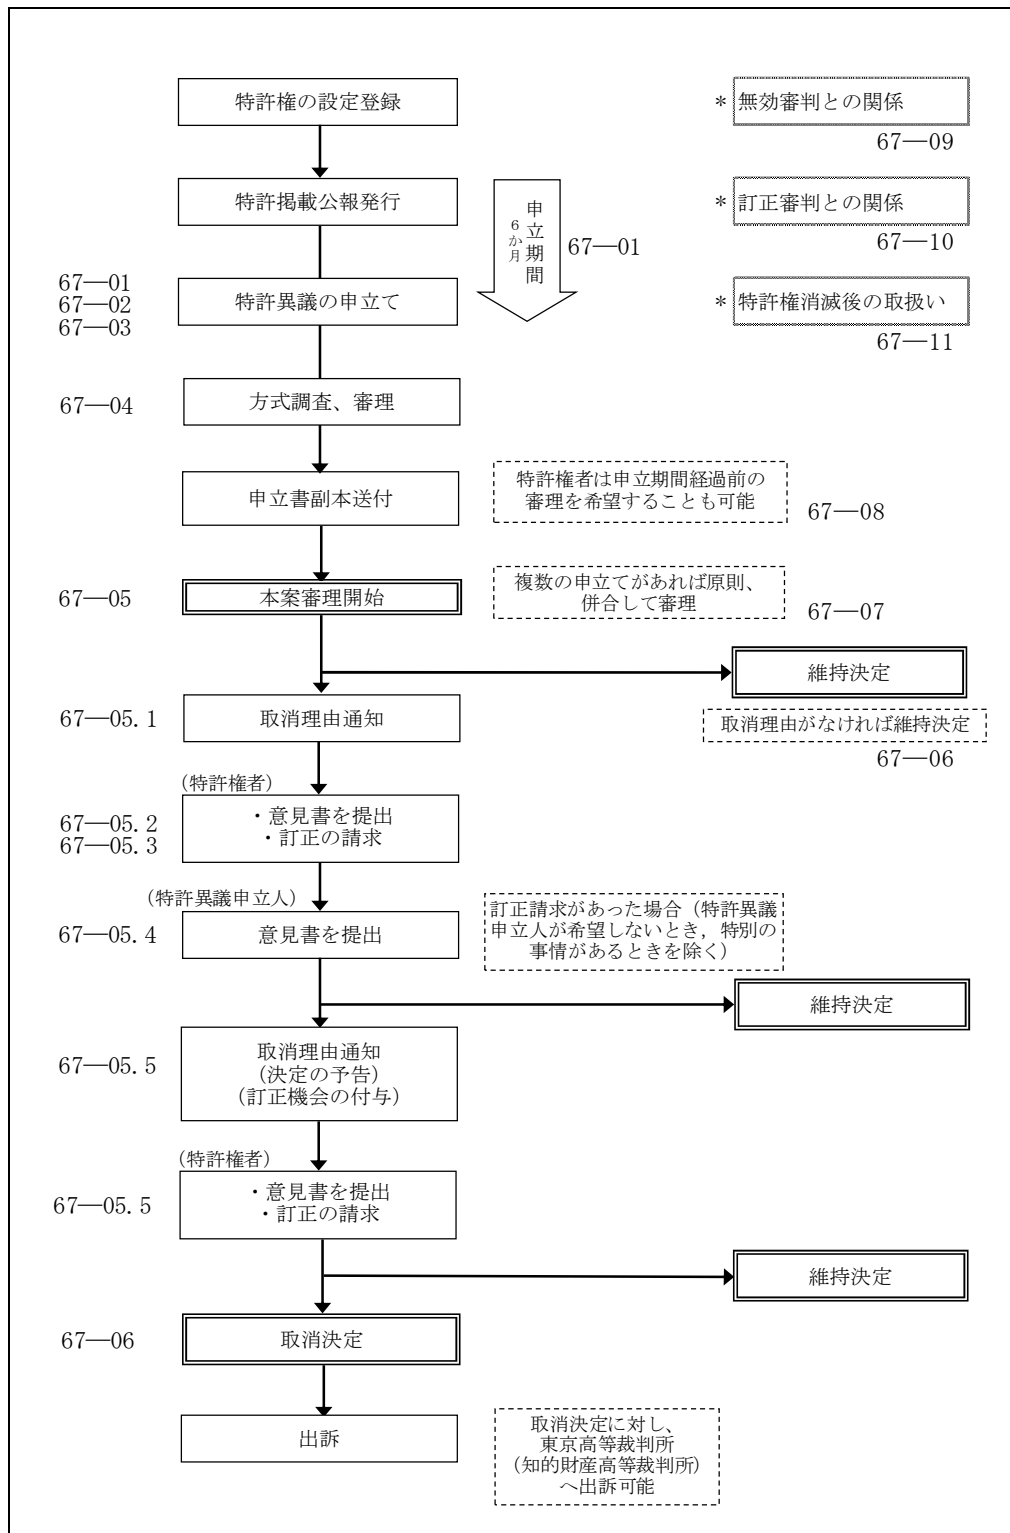 特許権の設定登録
* 無効審判との関係
67―09
特許掲載公報発行
申立期間
6か月
67―01
* 訂正審判との関係
67―10
67―01
67―02
67―03
特許異議の申立て
* 特許権消滅後の取扱い
67―11
67―04
方式調査、審理
申立書副本送付
特許権者は申立期間経過前の
審理を希望することも可能
67―08
67―05
本案審理開始
複数の申立てがあれば原則、
併合して審理
67―07
維持決定
67―05.1
取消理由通知
取消理由がなければ維持決定
67―06
(特許権者)
67―05.2
67―05.3
・意見書を提出
・訂正の請求
(特許異議申立人)
67―05.4
意見書を提出
訂正請求があった場合(特許異議
申立人が希望しないとき,特別の
事情があるときを除く)
維持決定
67―05.5
取消理由通知
(決定の予告)
(訂正機会の付与)
(特許権者)
67―05.5
・意見書を提出
・訂正の請求
維持決定
67―06
取消決定
出訴
取消決定に対し、
東京高等裁判所
(知的財産高等裁判所)
へ出訴可能